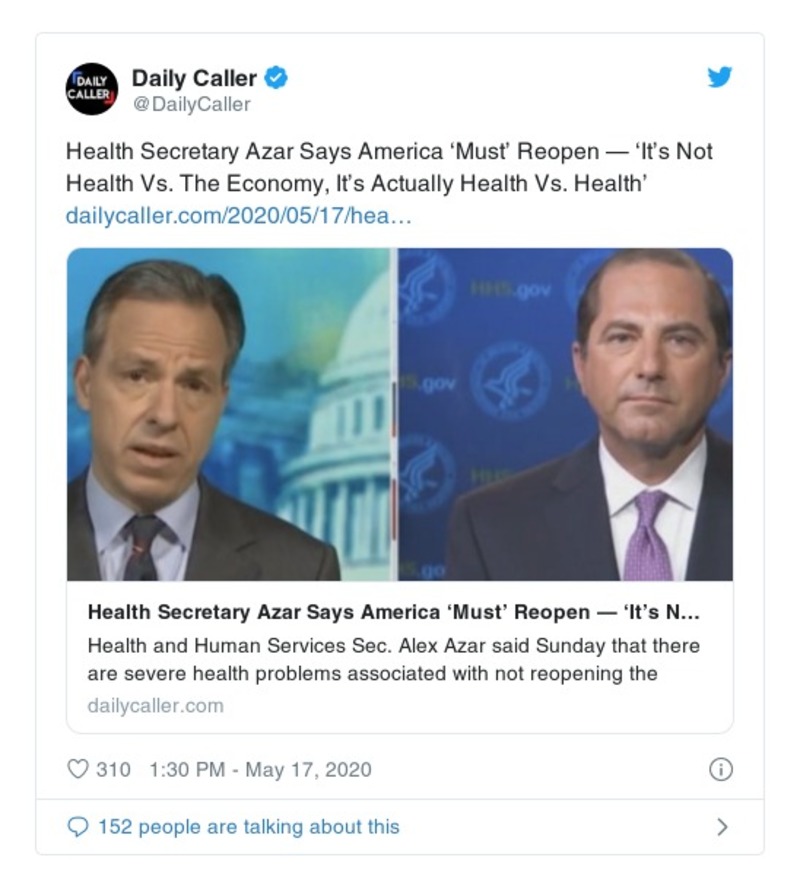 DAILY
CALLER
Daily Caller
@DailyCaller
Health Secretary Azar Says America ‘Must’ Reopen — ‘It’s Not
Health Vs. The Economy, It’s Actually Health Vs. Health’
dailycaller.com/2020/05/17/hea…
HHS.gov
S.gov
HHS
.go
Health Secretary Azar Says America ‘Must’ Reopen — ‘It’s N…
Health and Human Services Sec. Alex Azar said Sunday that there
are severe health problems associated with not reopening the
dailycaller.com
310 1:30 PM - May 17, 2020
152 people are talking about this